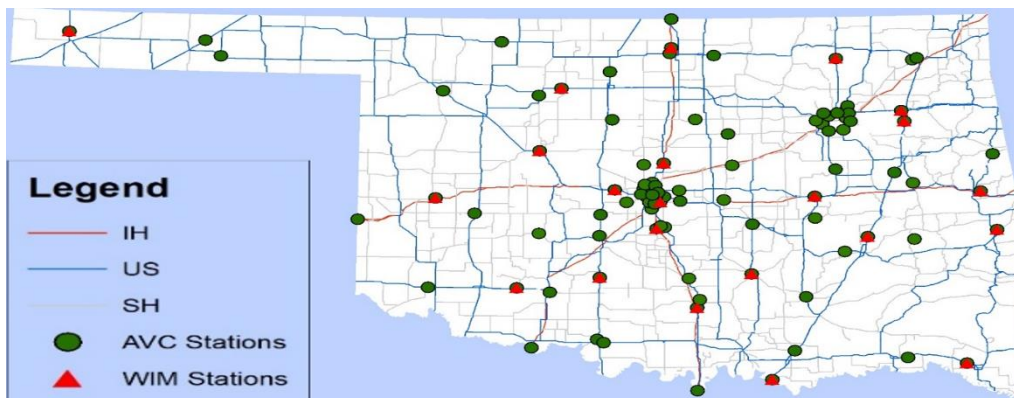 Legend
IH
US
SH
AVC Stations
WIM Stations